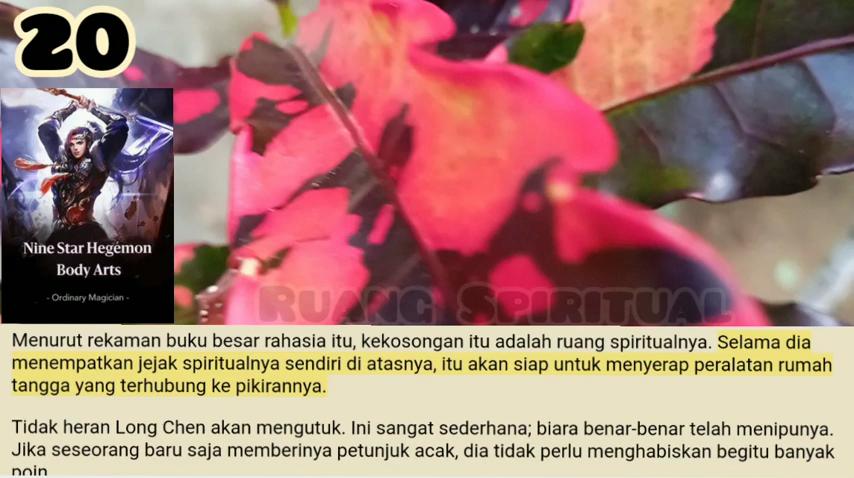 20
Nine Star Hegemon
Body Arts
- Ordinary Magician -
Ruang Spiritual
Menurut rekaman buku besar rahasia itu, kekosongan itu adalah ruang spiritualnya. Selama dia
menempatkan jejak spiritualnya sendiri di atasnya, itu akan siap untuk menyerap peralatan rumah
tangga yang terhubung ke pikirannya.
Tidak heran Long Chen akan mengutuk. Ini sangat sederhana; biara benar-benar telah menipunya.
Jika seseorang baru saja memberinya petunjuk acak, dia tidak perlu menghabiskan begitu banyak
poin